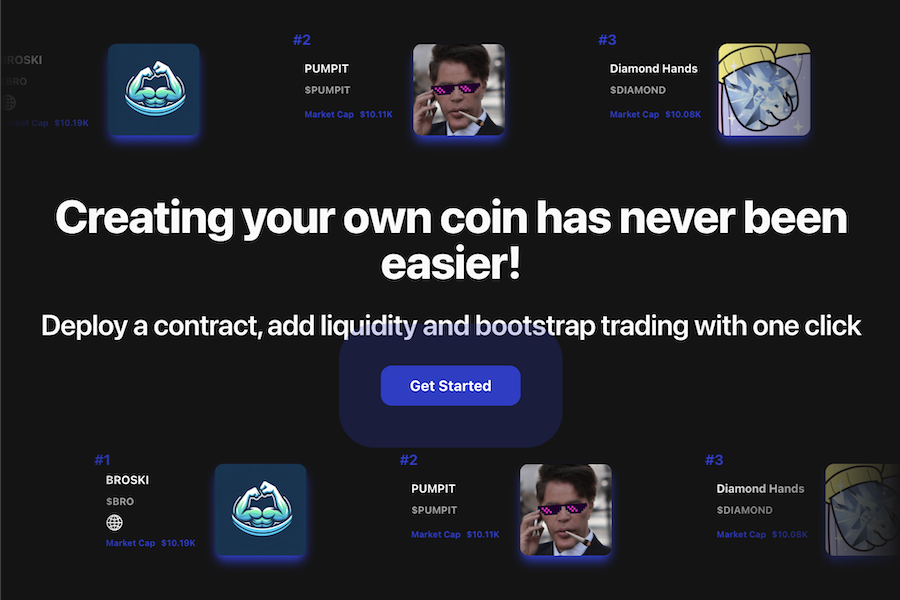 #2
#3
BROSKI
PUMPIT
Diamond Hands
$BRO
$PUMPIT
$DIAMOND
Market Cap $10.19K
Market Cap $10.11K
Market Cap $10.08K
Creating your own coin has never been
easier!
Deploy a contract, add liquidity and bootstrap trading with one click
Get Started
#1
#2
#3
BROSKI
PUMPIT
Diamond Hands
$BRO
$PUMPIT
$DIAMOND
Market Cap $10.19K
Market Cap $10.11K
Market Cap $10.08K